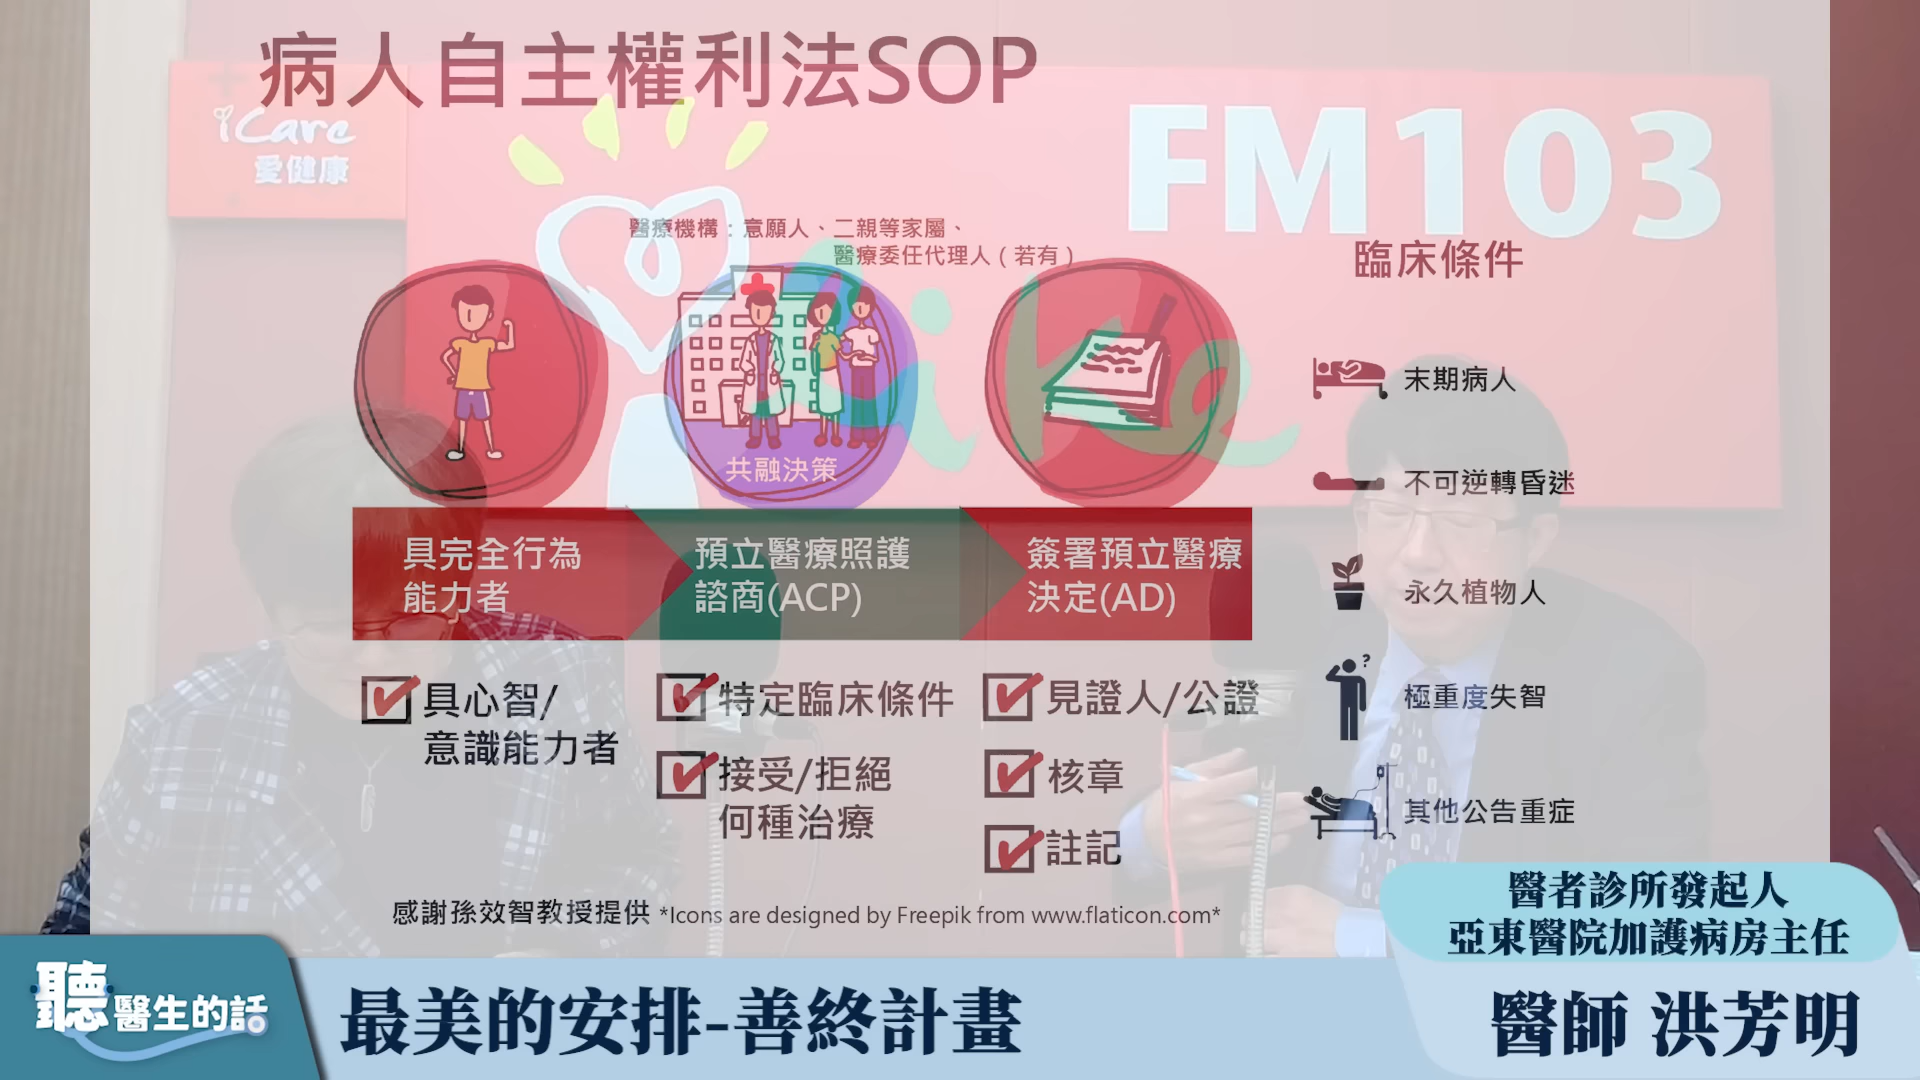 病人自主權利法SOP
iCare
愛健康
FM103
like
醫療機構：意願人、二親等家屬、
醫療委任代理人（若有）
共融決策
具完全行為
能力者
預立醫療照護
諮商(ACP)
簽署預立醫療
決定(AD)
具心智/
意識能力者
特定臨床條件
接受/拒絕
何種治療
見證人/公證
核章
註記
臨床條件
末期病人
不可逆轉昏迷
永久植物人
?
極重度失智
其他公告重症
感謝孫效智教授提供 *Icons are designed by Freepik from www.flaticon.com*
醫者診所發起人
亞東醫院加護病房主任
聽醫生的話
最美的安排-善終計畫
醫師 洪芳明